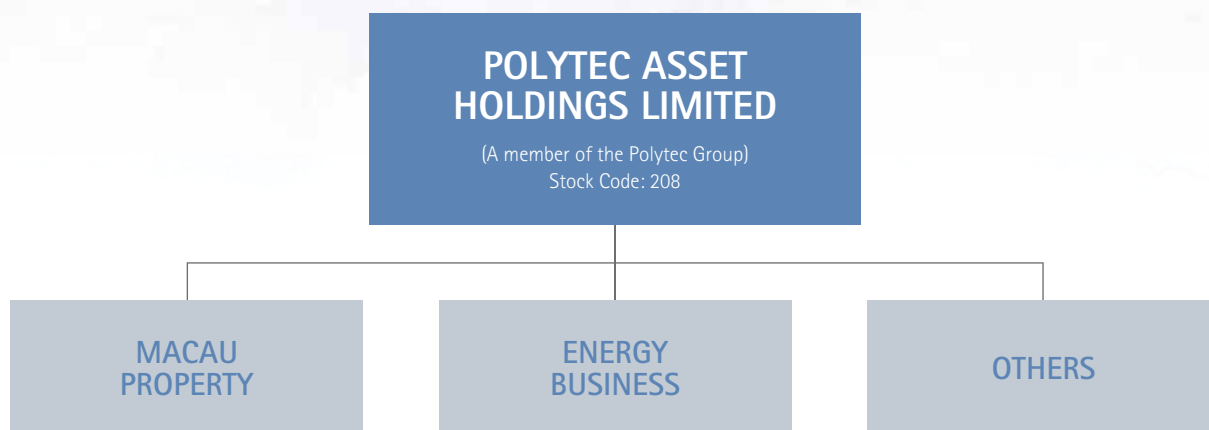 POLYTEC ASSET
HOLDINGS LIMITED
(A member of the Polytec Group)
Stock Code: 208
MACAU
PROPERTY
ENERGY
BUSINESS
OTHERS